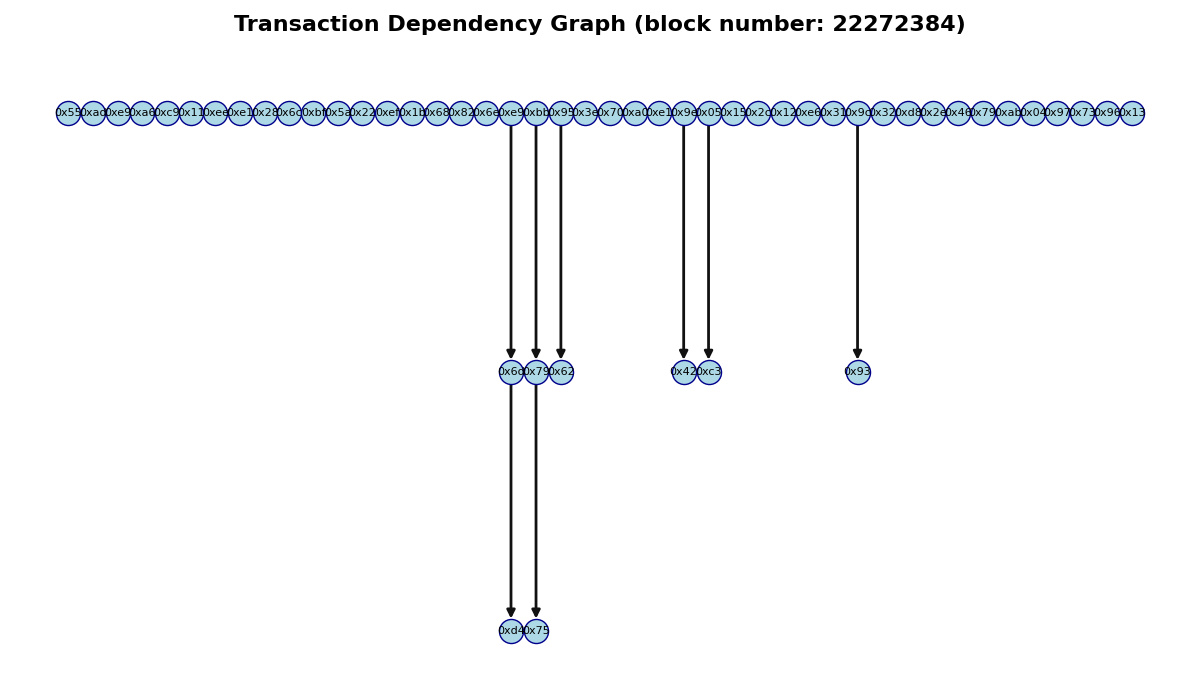 Transaction Dependency Graph (block number: 22272384)
0x55 0xad 0xe9 0xa6 0xc9 0x11 0xee 0xe1 0x28 0x6c 0xbf 0x5a 0x22 0xef 0x1b 0x68 0x82 0x6e 0xe9 0xbb 0x95 0x3e 0x70 0xa0 0xe1 0x9e 0x05 0x15 0x2c 0x12 0xe6 0x31 0x9d 0x32 0xd8 0x2e 0x46 0x79 0xab 0x04 0x97 0x73 0x96 0x13
0x6d 0x79 0x62 0x42 0xc3 0x93
0xd4 0x75